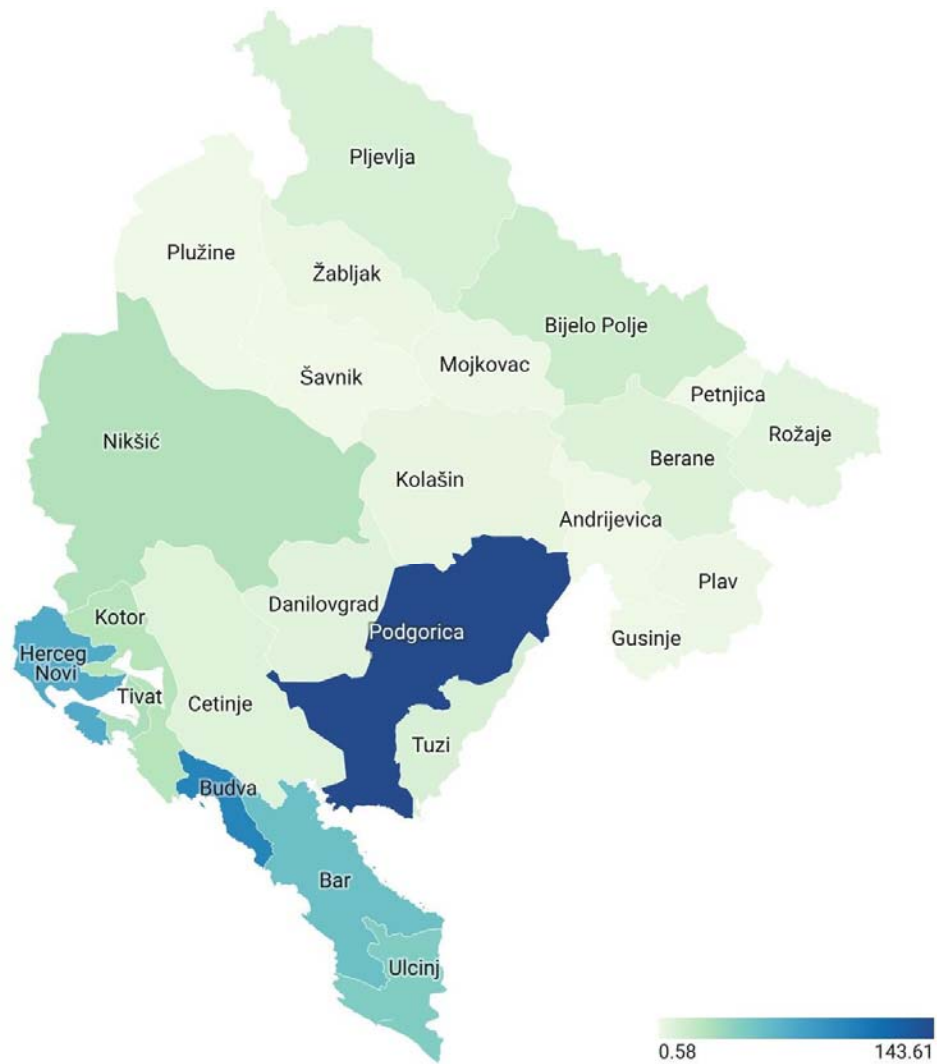 Pljevlja
Plužine
Žabljak
Bijelo Polje
Mojkovac
Šavnik
Petnjica
Rožaje
Nikšić
Berane
Kolašin
Andrijevica
Plav
Danilovgrad
Kotor
Podgorica
Gusinje
Herceg
Novi
Tivat
Cetinje
Tuzi
Budva
Bar
Ulcinj
0.58
143.61